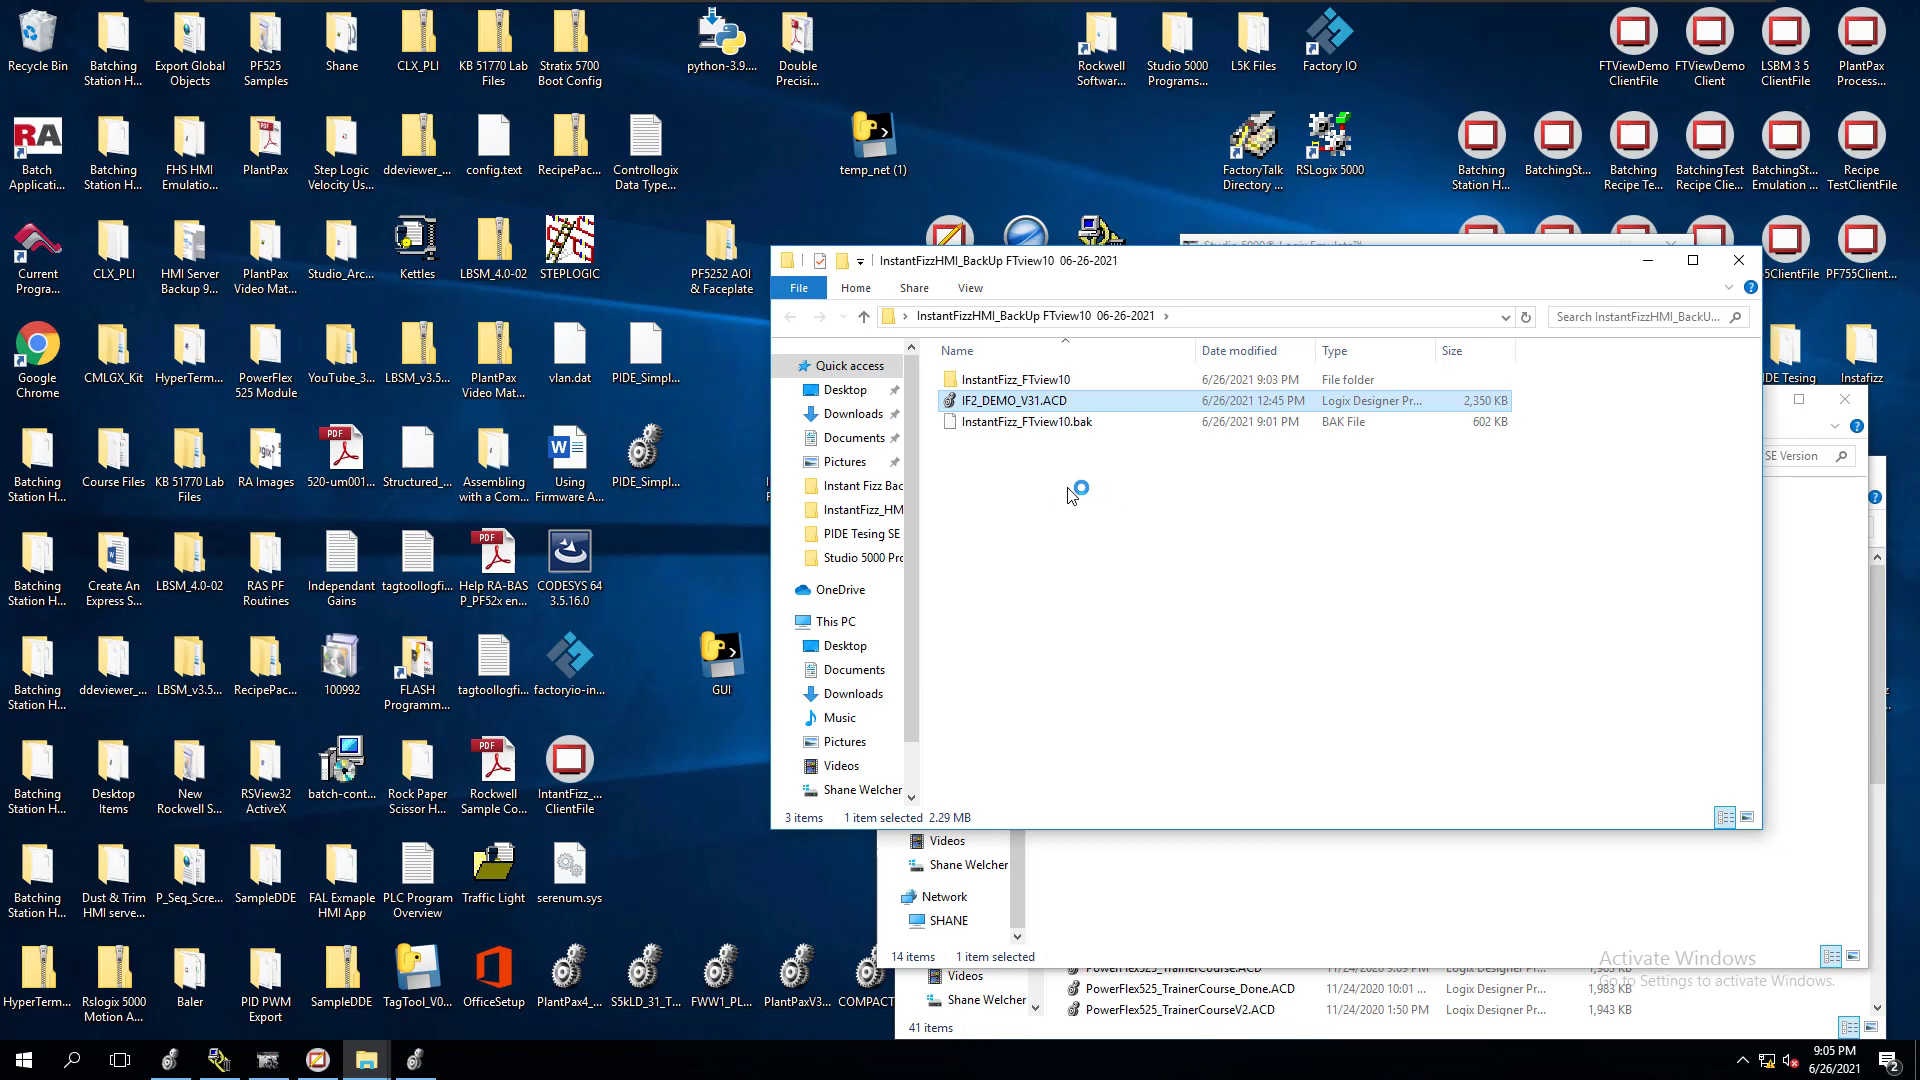 Recycle Bin
Batching
Station H...
Export Global
Objects
PF525
Samples
Shane
CLX_PLI
KB 51770 Lab
Files
Stratix 5700
Boot Config
python-3.9....
Double
Precisi...
Rockwell
Softwar...
Studio 5000
Programs...
L5K Files
Factory IO
FTViewDemo
ClientFile
FTViewDemo
Client
LSBM 3 5
ClientFile
PlantPax
Process...
Batch
Applicati...
Batching
Station H...
FHS HMI
Emulatio...
PlantPax
Step Logic
Velocity Us...
ddeviewer_...
config.text
RecipePac...
Controllogix
Data Type...
temp_net (1)
FactoryTalk
Directory ...
RSLogix 5000
Batching
Station H...
BatchingSt...
Batching
Recipe Te...
BatchingTest
Recipe Clie...
BatchingSt...
Emulation ...
Recipe
TestClientFile
Current
Progra...
CLX_PLI
HMI Server
Backup 9...
PlantPax
Video Mat...
Studio_Arc...
Kettles
LBSM_4.0-02
STEPLOGIC
PF5252 AOI
& Faceplate
5ClientFile
PF755Client...
Google
Chrome
CMLGX_Kit
HyperTerm...
PowerFlex
525 Module
YouTube_3...
LBSM_v3.5...
PlantPax
Video Mat...
vlan.dat
PIDE_Simpl...
IDE Tesing
Instafizz
Batching
Station H...
Course Files
KB 51770 Lab
Files
RA Images
520-um001...
Structured_...
Assembling
with a Com...
Using
Firmware A...
PIDE_Simpl...
Batching
Station H...
Create An
Express S...
LBSM_4.0-02
RAS PF
Routines
Independant
Gains
tagtoollogfi...
Help RA-BAS
P_PF52x en...
CODESYS 64
3.5.16.0
Batching
Station H...
ddeviewer_...
LBSM_v3.5...
RecipePac...
100992
FLASH
Programm...
tagtoollogfi...
factoryio-in...
GUI
Batching
Station H...
Desktop
Items
New
Rockwell S...
RSView32
ActiveX
batch-cont...
Rock Paper
Scissor H...
Rockwell
Sample Co...
IntantFizz_...
ClientFile
Batching
Station H...
Dust & Trim
HMI serve...
P_Seq_Scre...
SampleDDE
FAL Exmaple
HMI App
PLC Program
Overview
Traffic Light
serenum.sys
HyperTerm...
Rslogix 5000
Motion A...
Baler
PID PWM
Export
SampleDDE
TagTool_V0...
OfficeSetup
PlantPax4_...
S5kLD_31_T...
FWW1_PL...
PlantPaxV3...
COMPACT
InstantFizzHMI_BackUp FTview10 06-26-2021
File
Home
Share
View
InstantFizzHMI_BackUp FTview10 06-26-2021
Search InstantFizzHMI_BackU...
Name
Date modified
Type
Size
InstantFizz_FTview10
6/26/2021 9:03 PM
File folder
IF2_DEMO_V31.ACD
6/26/2021 12:45 PM
Logix Designer Pr...
2,350 KB
InstantFizz_FTview10.bak
6/26/2021 9:01 PM
BAK File
602 KB
Quick access
Desktop
Downloads
Documents
Pictures
Instant Fizz Bac
InstantFizz_HM
PIDE Tesing SE
Studio 5000 Pro
OneDrive
This PC
Desktop
Documents
Downloads
Music
Pictures
Videos
Shane Welcher
3 items
1 item selected 2.29 MB
SE Version
Videos
Shane Welcher
Network
SHANE
14 items
1 item selected
Videos
Shane Welcher
PowerFlex525_TrainerCourse.ACD
11/24/2020 9:09 PM
Logix Designer Pr...
PowerFlex525_TrainerCourse_Done.ACD
11/24/2020 10:01 ...
Logix Designer Pr...
1,983 KB
PowerFlex525_TrainerCourseV2.ACD
11/24/2020 1:50 PM
Logix Designer Pr...
1,943 KB
41 items
Activate Windows
Go to Settings to activate Windows.
9:05 PM
6/26/2021
2